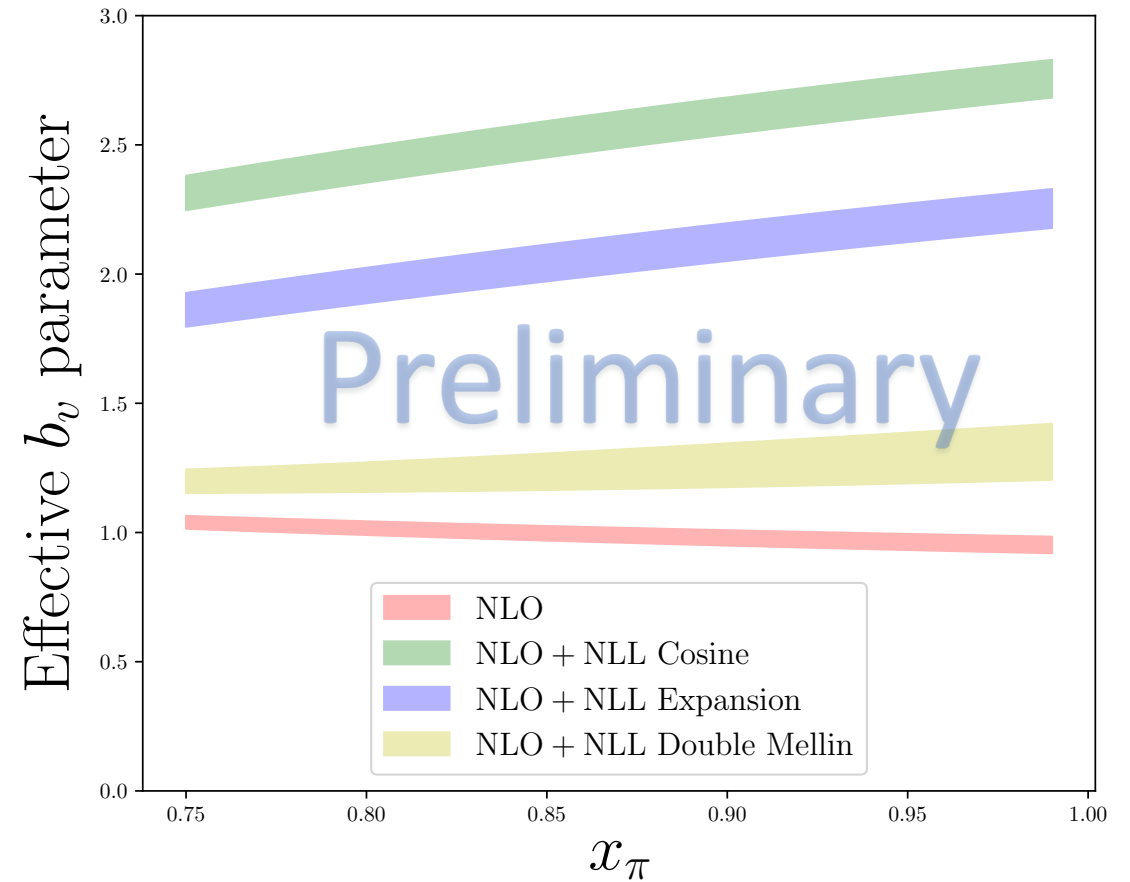 Effective b_v parameter
3.0
2.5
2.0
1.5
1.0
0.5
0.0
Preliminary
NLO
NLO + NLL Cosine
NLO + NLL Expansion
NLO + NLL Double Mellin
0.75 0.80 0.85 0.90 0.95 1.00
x_π